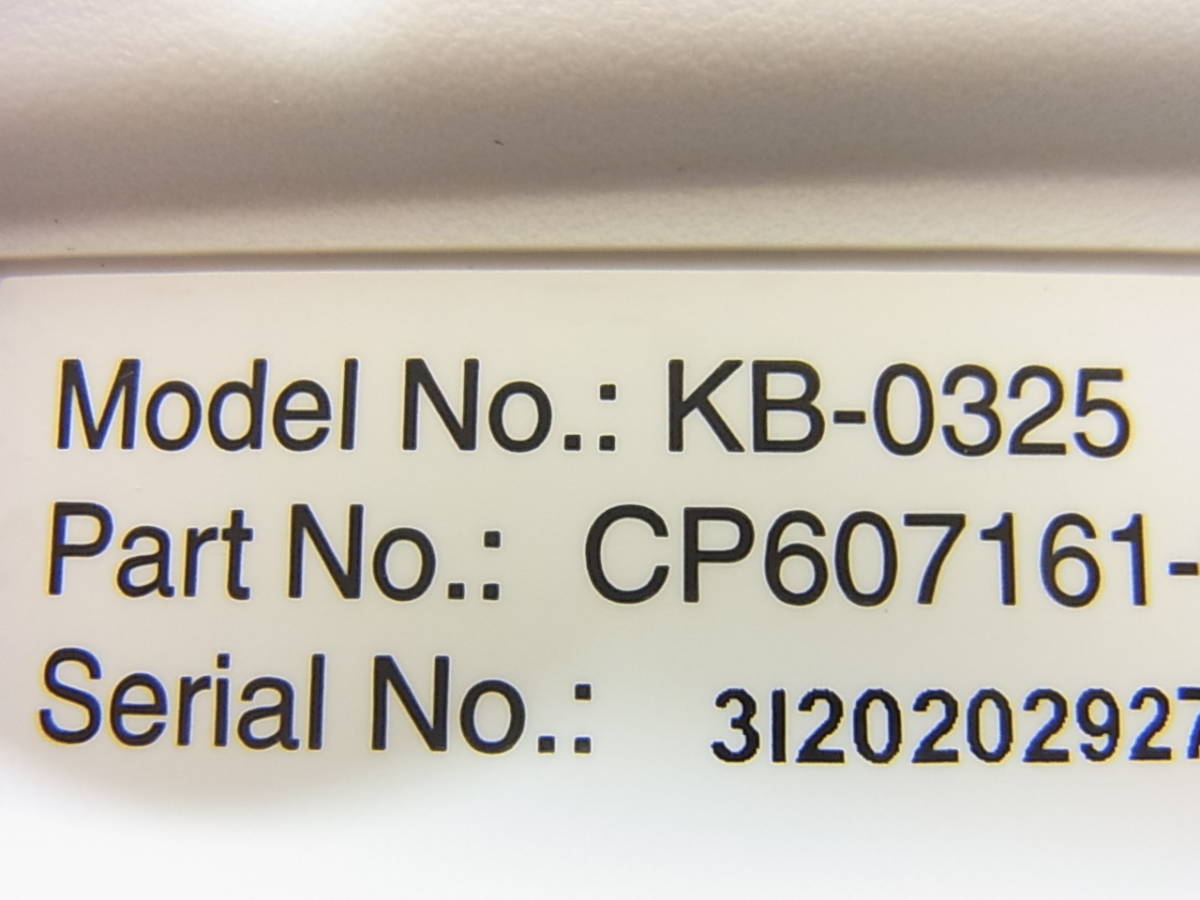 Model No.: KB-0325
Part No.: CP607161-
Serial No.: 3I20202927